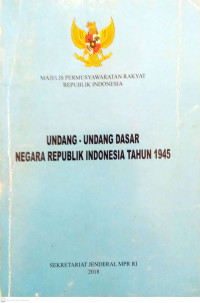 MAJELIS PERMUSYAWARATAN RAKYAT
REPUBLIK INDONESIA
UNDANG - UNDANG DASAR
NEGARA REPUBLIK INDONESIA TAHUN 1945
SEKRETARIAT JENDERAL MPR RI
2018